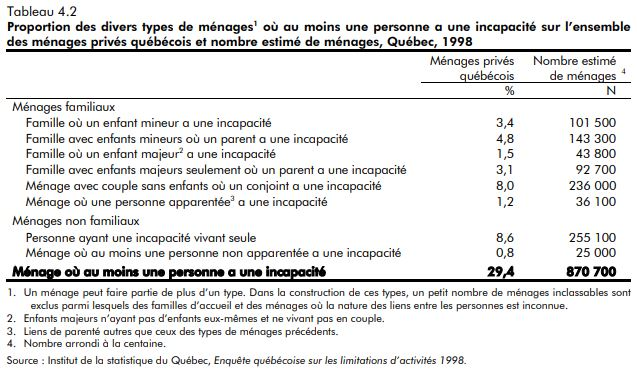 Tableau 4.2
Proportion des divers types de ménages1 où au moins une personne a une incapacité sur l’ensemble
des ménages privés québécois et nombre estimé de ménages, Québec, 1998
Ménages privés Nombre estimé
québécois de ménages 4
% N
Ménages familiaux
Famille où un enfant mineur a une incapacité 3,4 101 500
Famille avec enfants mineurs où un parent a une incapacité 4,8 143 300
Famille où un enfant majeur2 a une incapacité 1,5 43 800
Famille avec enfants majeurs seulement où un parent a une incapacité 3,1 92 700
Ménage avec couple sans enfants où un conjoint a une incapacité 8,0 236 000
Ménage où une personne apparentée3 a une incapacité 1,2 36 100
Ménages non familiaux
Personne ayant une incapacité vivant seule 8,6 255 100
Ménage où au moins une personne non apparentée a une incapacité 0,8 25 000
Ménage où au moins une personne a une incapacité 29,4 870 700
1. Un ménage peut faire partie de plus d’un type. Dans la construction de ces types, un petit nombre de ménages inclassables sont
exclus parmi lesquels des familles d’accueil et des ménages où la nature des liens entre les personnes est inconnue.
2. Enfants majeurs n’ayant pas d’enfants eux-mêmes et ne vivant pas en couple.
3. Liens de parenté autres que ceux des types de ménages précédents.
4. Nombre arrondi à la centaine.
Source : Institut de la statistique du Québec, Enquête québécoise sur les limitations d’activités 1998.